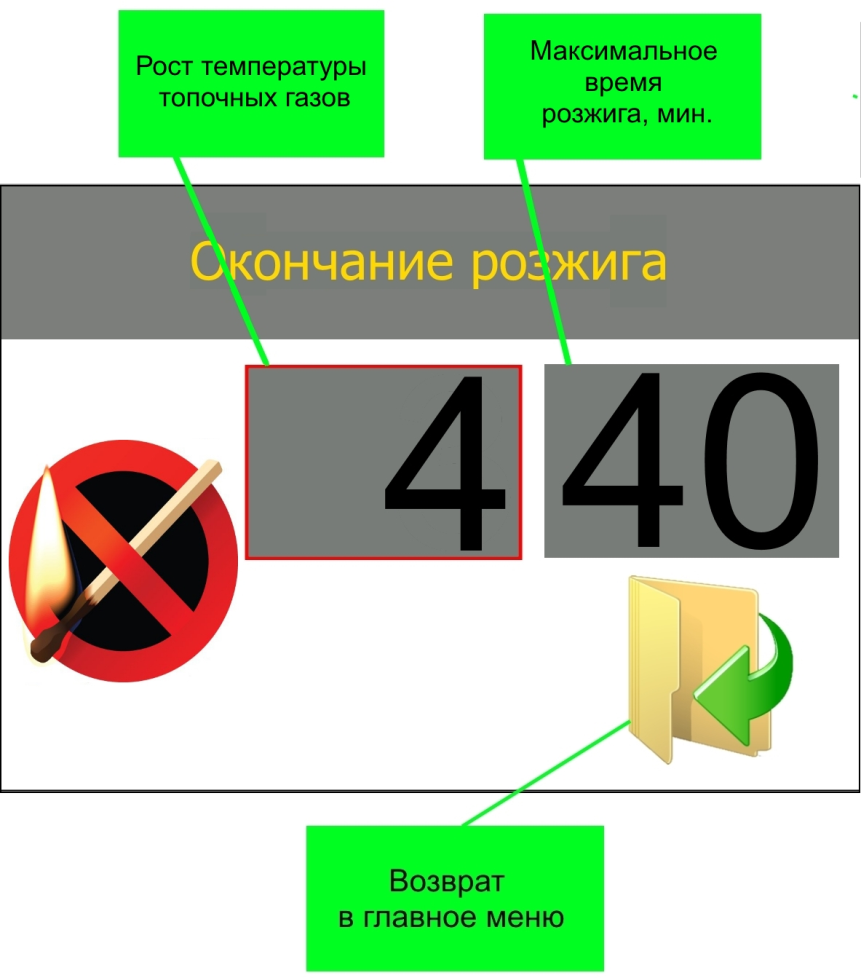 Рост температуры
топочных газов
Максимальное
время
розжига, мин.
Окончание розжига
4
40
Возврат
в главное меню